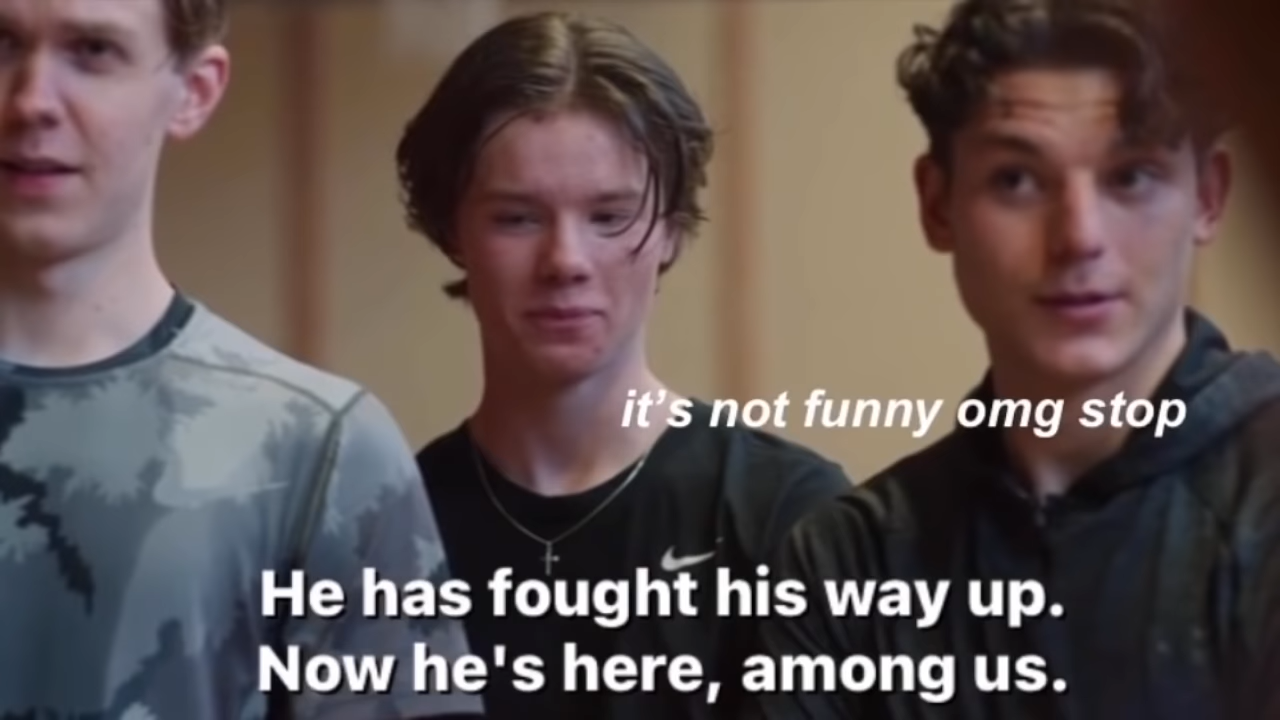 it’s not funny omg stop
He has fought his way up.
Now he's here, among us.